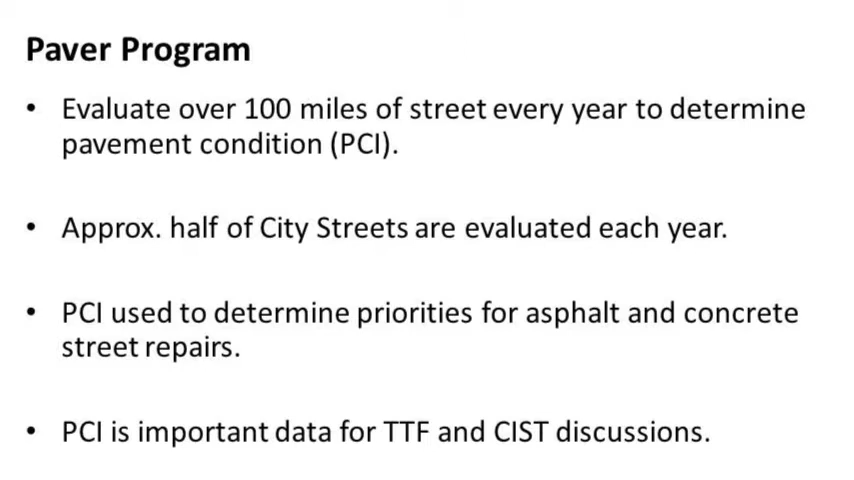 Paver Program
• Evaluate over 100 miles of street every year to determine
pavement condition (PCI).
• Approx. half of City Streets are evaluated each year.
• PCI used to determine priorities for asphalt and concrete
street repairs.
• PCI is important data for TTF and CIST discussions.